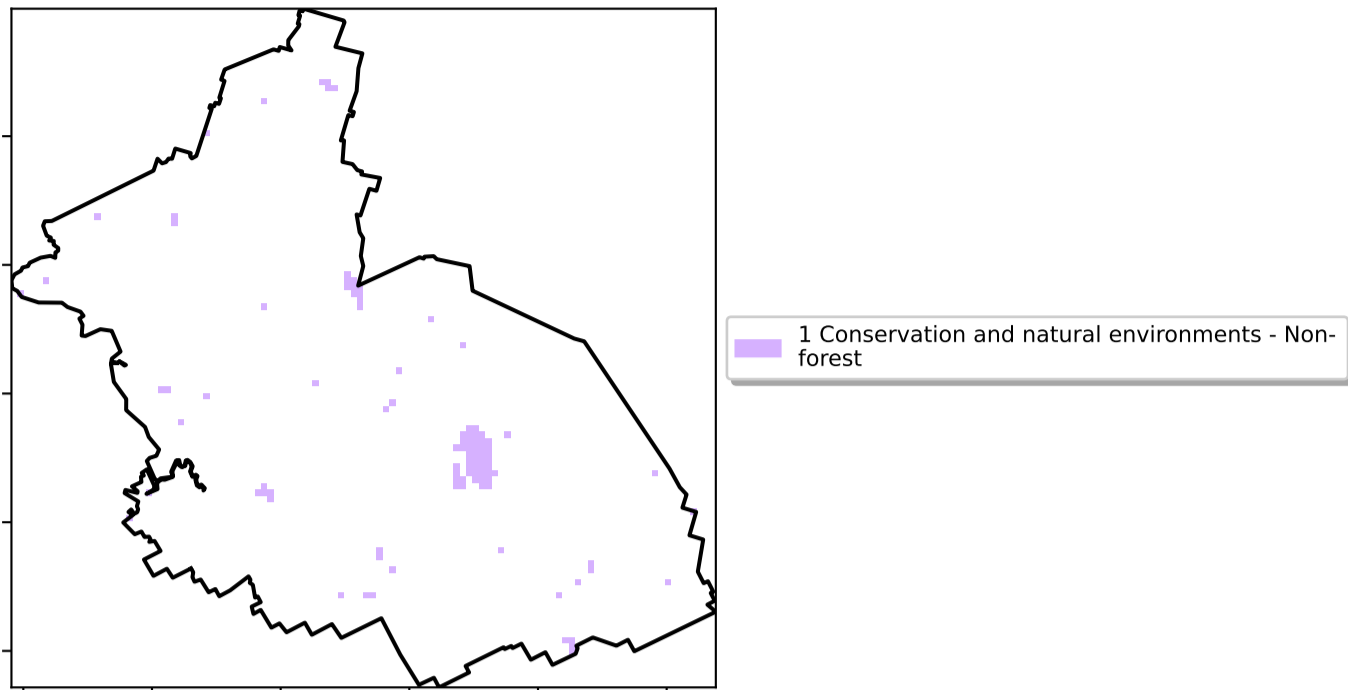 1 Conservation and natural environments - Non-
forest